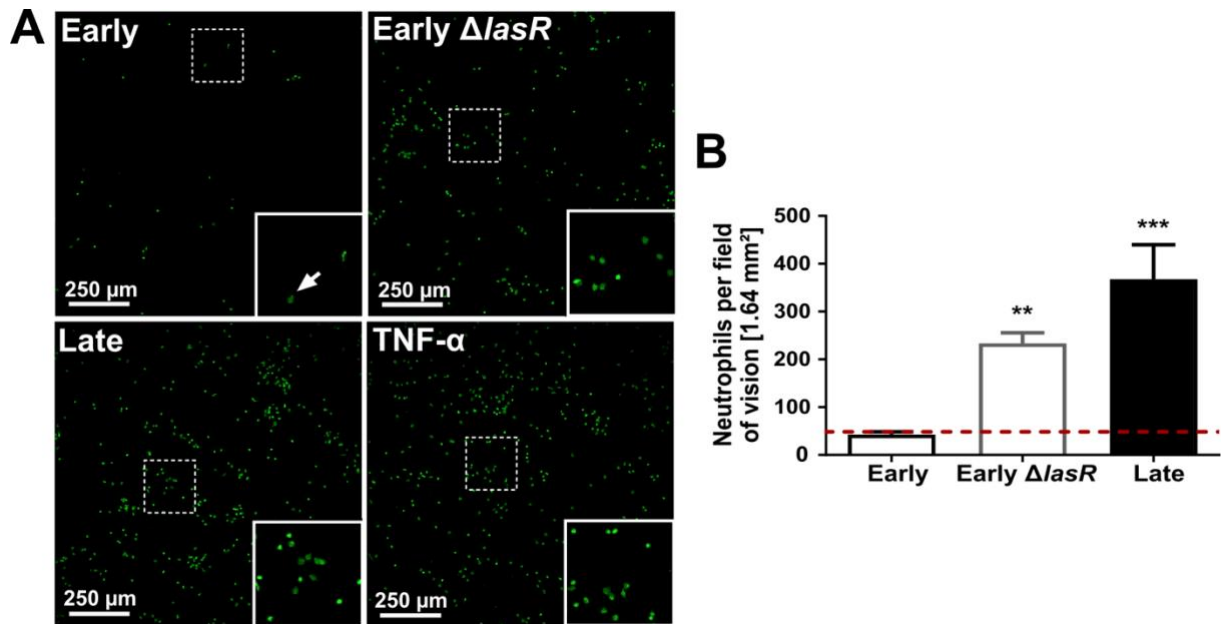 A
Early
Early ΔlasR
250 µm
250 µm
Late
TNF-α
250 µm
250 µm
B
Neutrophils per field
of vision [1.64 mm²]
500
400
300
200
100
0
**
***
Early
Early ΔlasR
Late